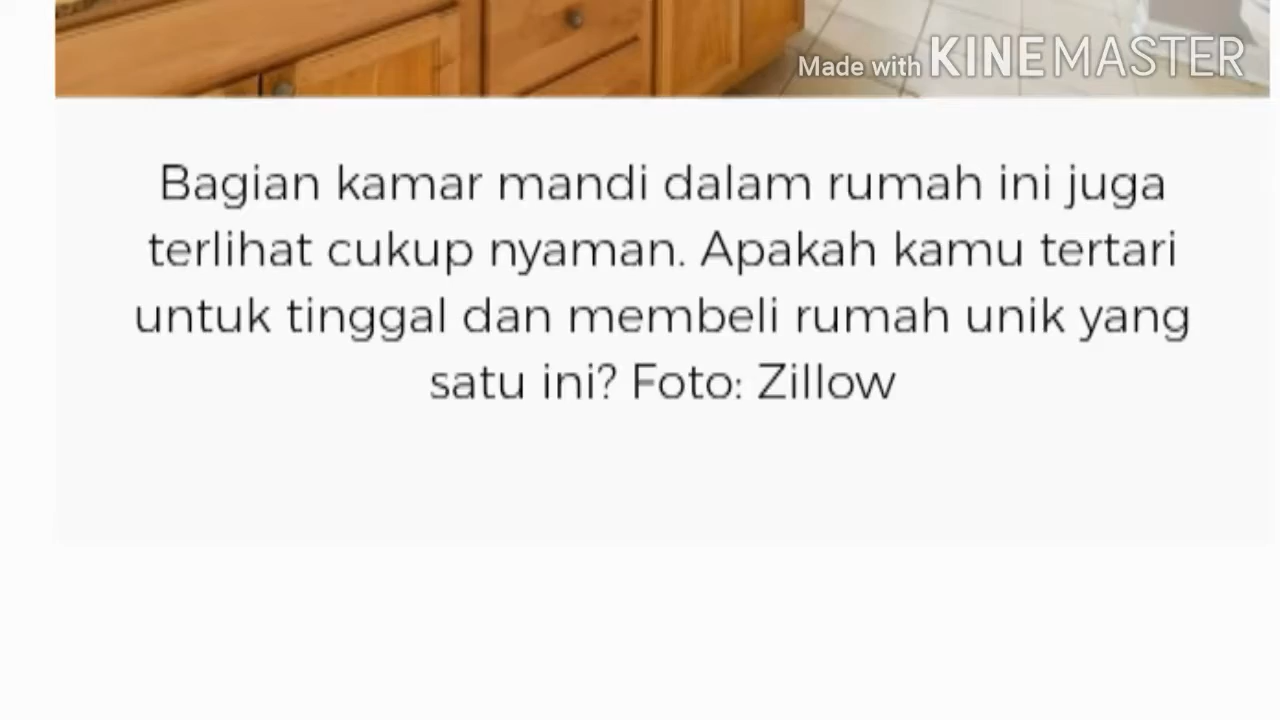 Made with KINEMASTER
Bagian kamar mandi dalam rumah ini juga
terlihat cukup nyaman. Apakah kamu tertari
untuk tinggal dan membeli rumah unik yang
satu ini? Foto: Zillow